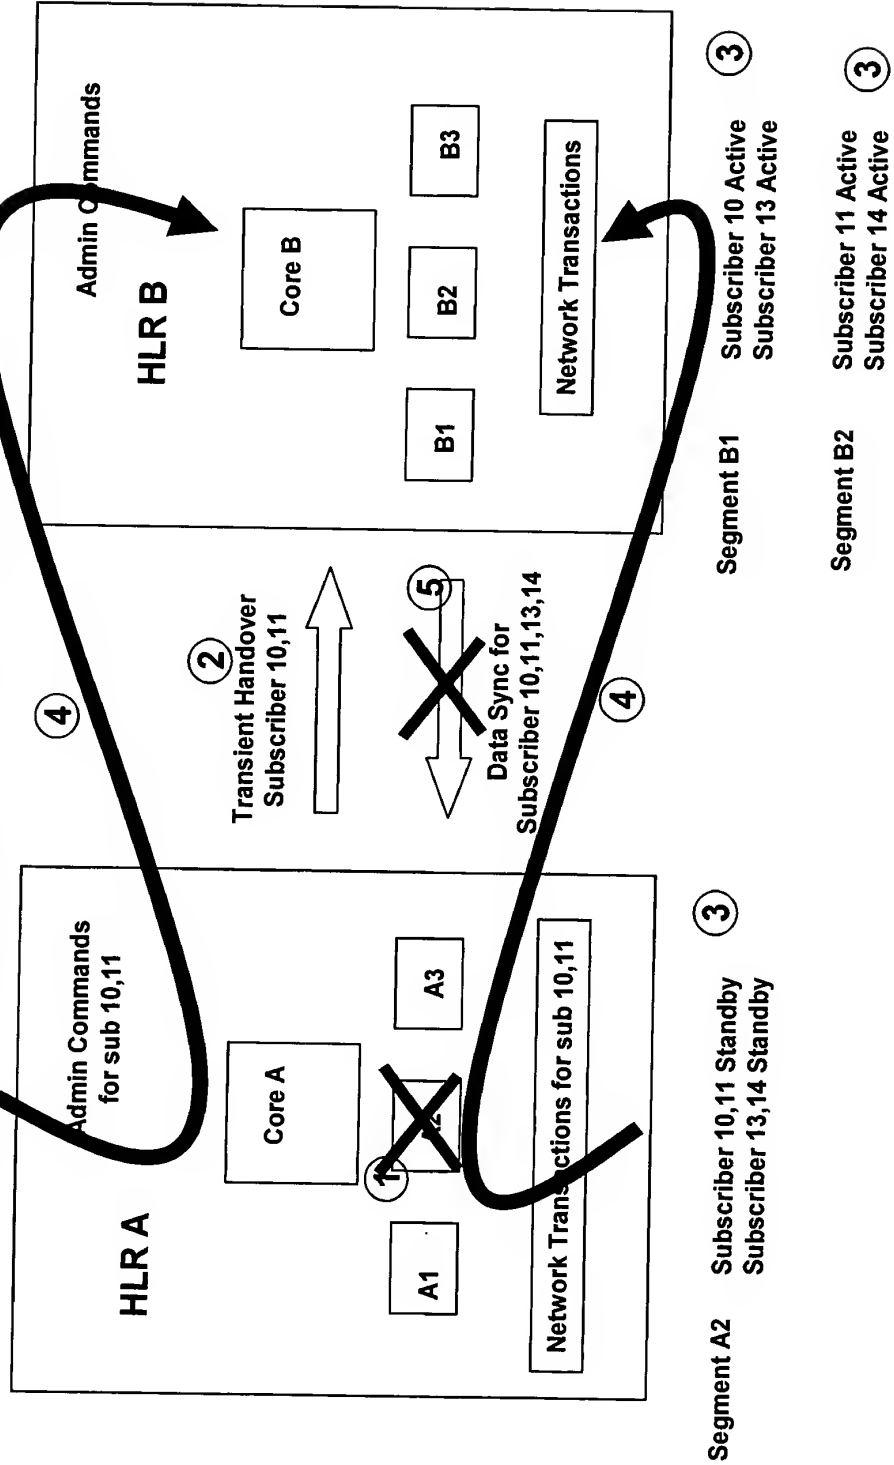 HLR A
Admin Commands
for sub 10,11
Core A
1
A1
A2
A3
Network Transactions for sub 10,11
4
2
Transient Handover
Subscriber 10,11
5
Data Sync for
Subscriber 10,11,13,14
4
HLR B
Admin Commands
Core B
B1
B2
B3
Network Transactions
Segment A2
Subscriber 10,11 Standby
Subscriber 13,14 Standby
3
Segment B1
Subscriber 10 Active
Subscriber 13 Active
3
Segment B2
Subscriber 11 Active
Subscriber 14 Active
3